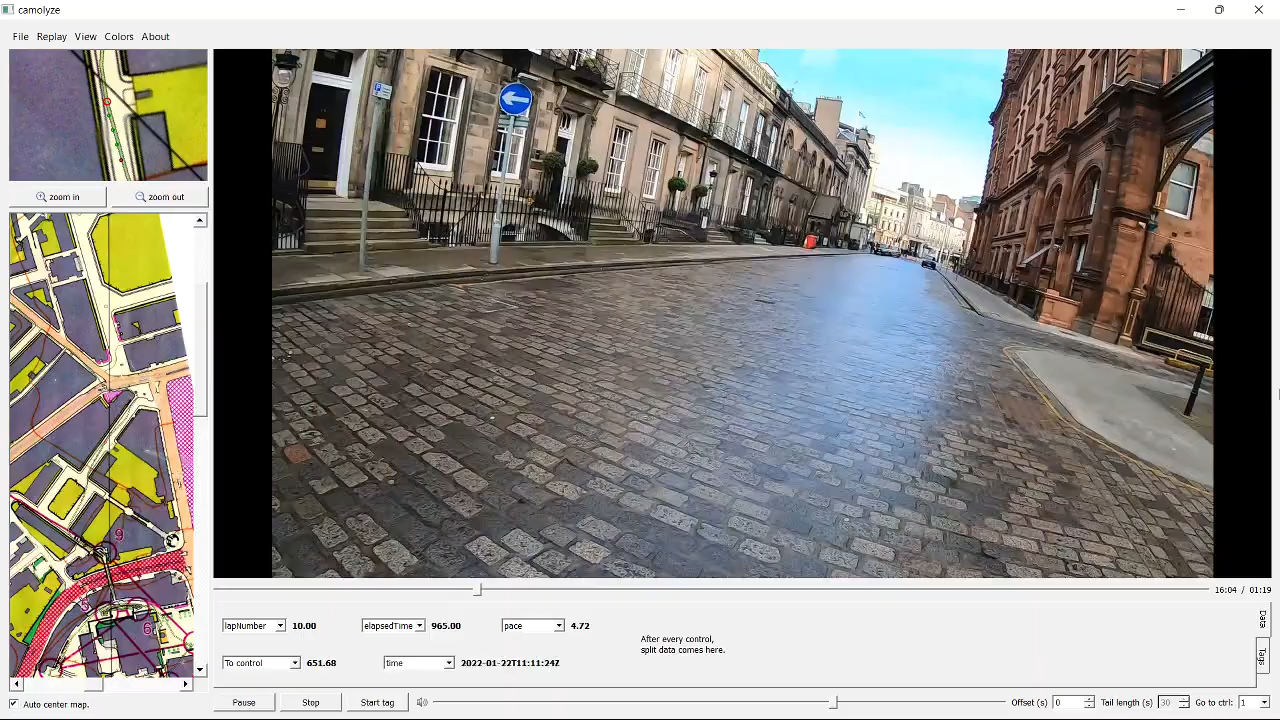 camolyze
File Replay View Colors About
zoom in zoom out
9
6
16:04 / 01:19
lapNumber 10.00 elapsedTime 965.00 pace 4.72
After every control,
split data comes here.
To control 651.68 time 2022-01-22T11:11:24Z
Data
Tags
Auto center map.
Pause Stop Start tag Offset (s) 0 Tail length (s) 30 Go to ctrl: 1